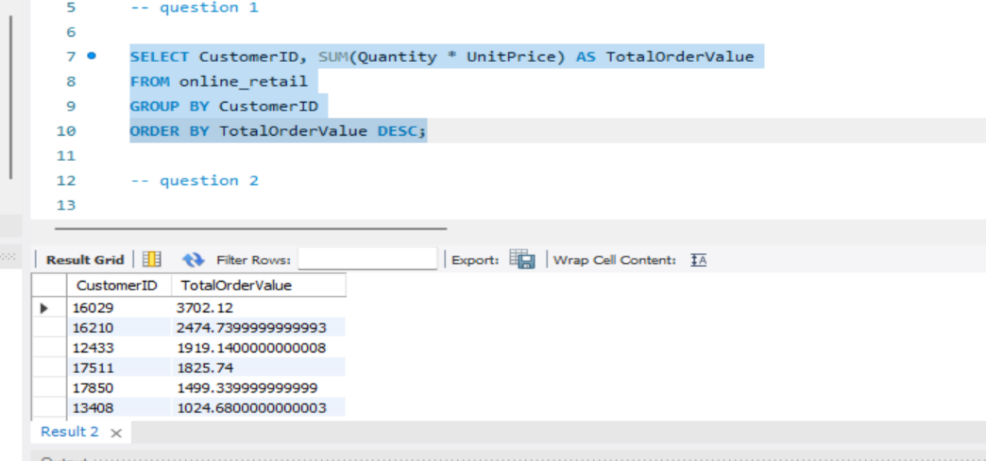 5 -- question 1
6
7 SELECT CustomerID, SUM(Quantity * UnitPrice) AS TotalOrderValue
8 FROM online_retail
9 GROUP BY CustomerID
10 ORDER BY TotalOrderValue DESC;
11
12 -- question 2
13
Result Grid Filter Rows: Export: Wrap Cell Content: IA
CustomerID TotalOrderValue
16029 3702.12
16210 2474.7399999999993
12433 1919.1400000000008
17511 1825.74
17850 1499.339999999999
13408 1024.6800000000003
Result 2 ×